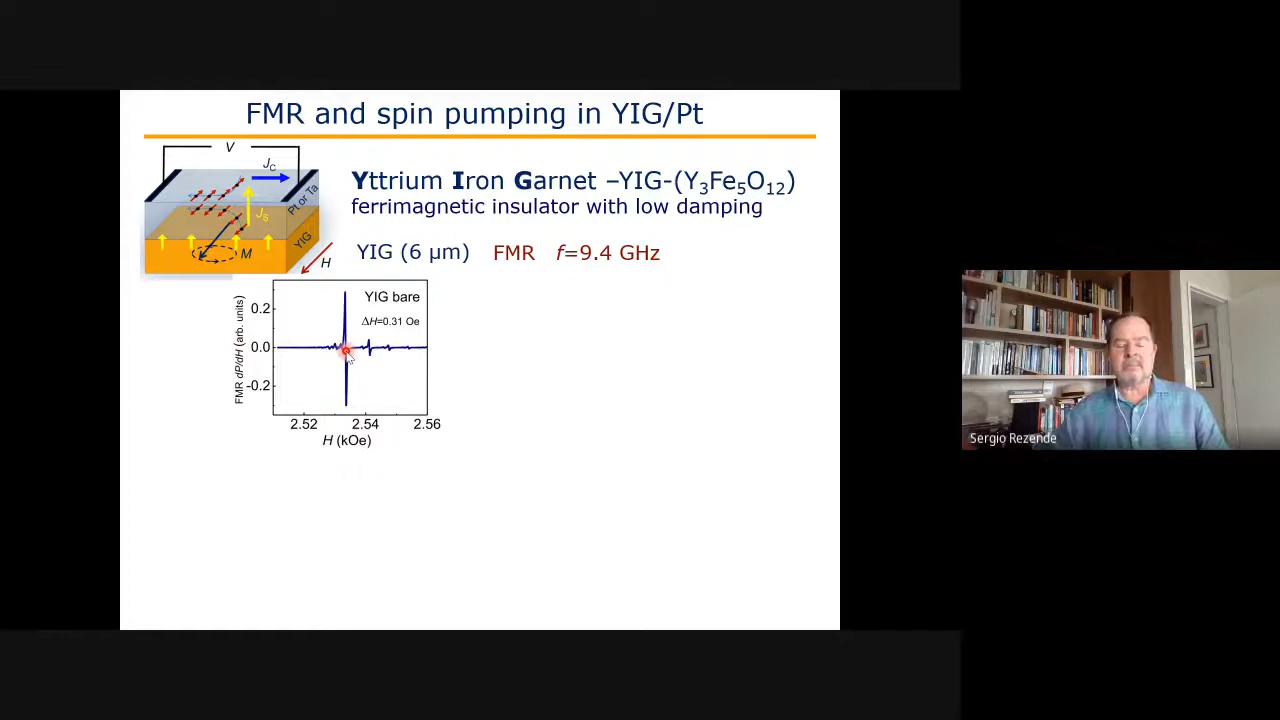 FMR and spin pumping in YIG/Pt
V
J_C
Pt or Ta
J_S
YIG
M
H
Yttrium Iron Garnet –YIG-(Y₃Fe₅O₁₂)
ferrimagnetic insulator with low damping
YIG (6 μm) FMR f=9.4 GHz
YIG bare
ΔH=0.31 Oe
FMR dP/dH (arb. units)
0.2
0.0
-0.2
2.52 2.54 2.56
H (kOe)
Sergio Rezende